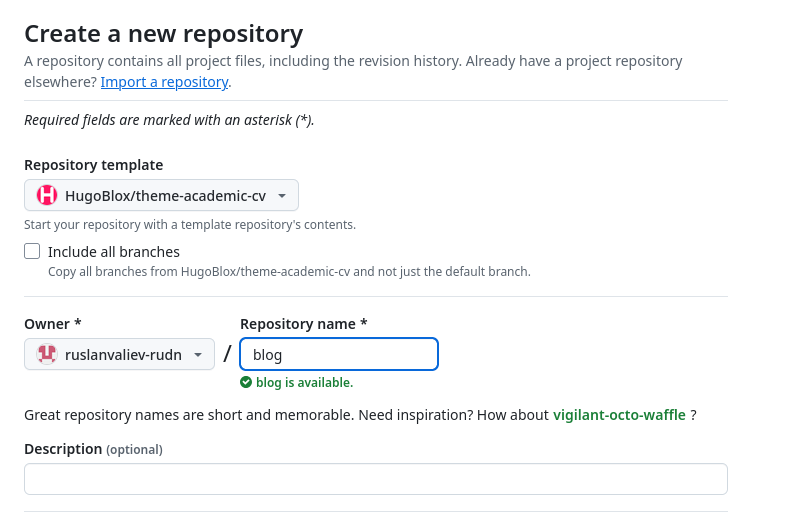 Create a new repository
A repository contains all project files, including the revision history. Already have a project repository
elsewhere? Import a repository.
Required fields are marked with an asterisk (*).
Repository template
HugoBlox/theme-academic-cv
Start your repository with a template repository's contents.
Include all branches
Copy all branches from HugoBlox/theme-academic-cv and not just the default branch.
Owner * Repository name *
ruslanvaliev-rudn / blog
blog is available.
Great repository names are short and memorable. Need inspiration? How about vigilant-octo-waffle ?
Description (optional)